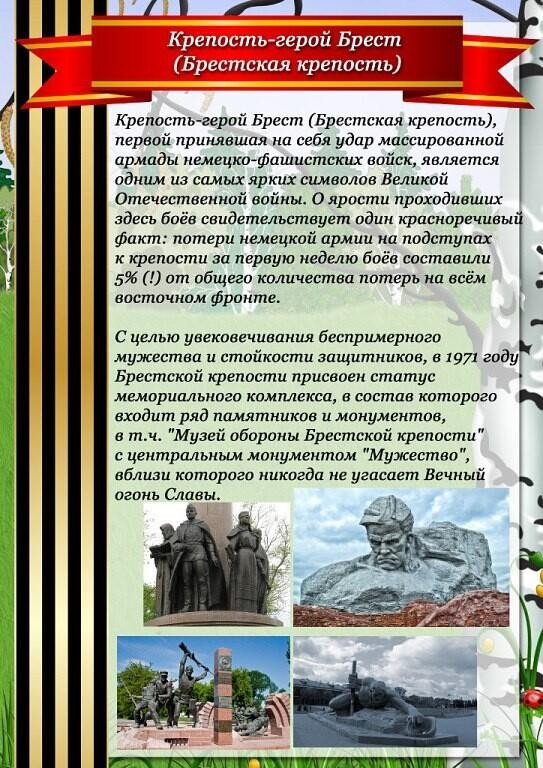 Крепость-герой Брест
(Брестская крепость)
Крепость-герой Брест (Брестская крепость),
первой принявшая на себя удар массированной
армады немецко-фашистских войск, является
одним из самых ярких символов Великой
Отечественной войны. О ярости проходивших
здесь боёв свидетельствует один красноречивый
факт: потери немецкой армии на подступах
к крепости за первую неделю боёв составили
5% (!) от общего количества потерь на всём
восточном фронте.
С целью увековечивания беспримерного
мужества и стойкости защитников, в 1971 году
Брестской крепости присвоен статус
мемориального комплекса, в состав которого
входит ряд памятников и монументов,
в т.ч. "Музей обороны Брестской крепости"
с центральным монументом "Мужество",
вблизи которого никогда не угасает Вечный
огонь Славы.